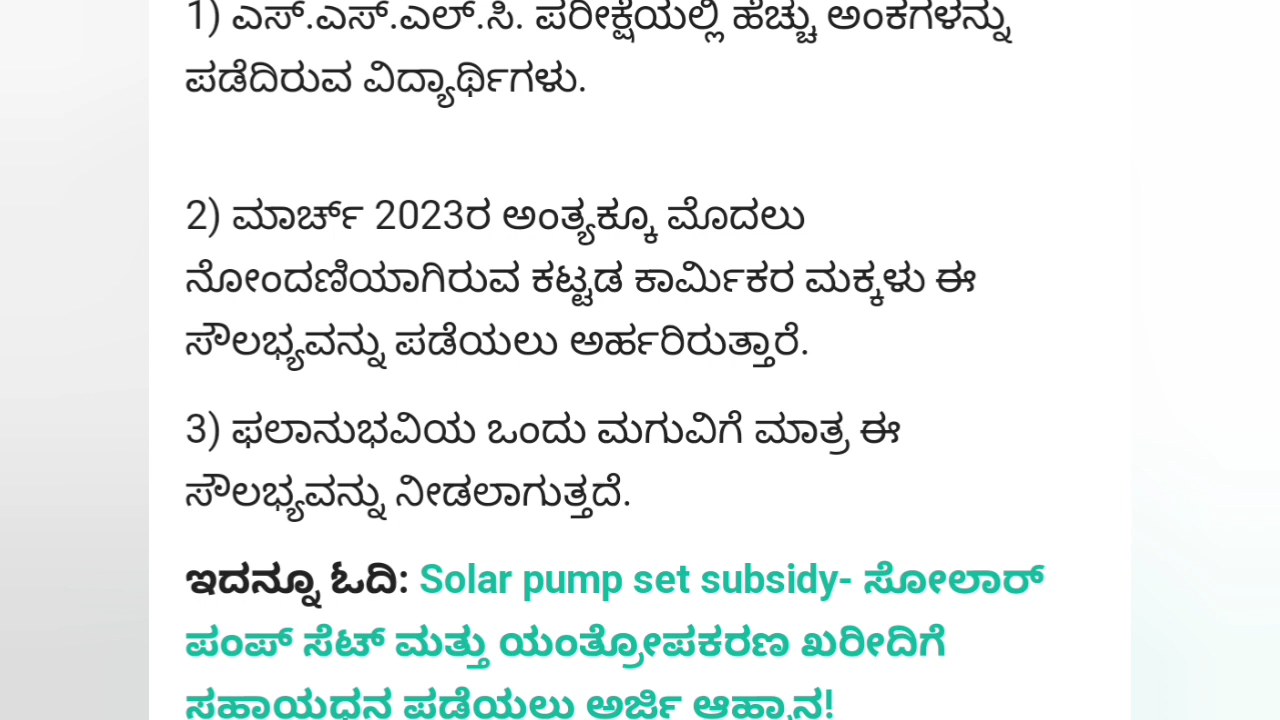 1) ಎಸ್.ಎಸ್.ಎಲ್.ಸಿ. ಪರೀಕ್ಷೆಯಲ್ಲಿ ಹೆಚ್ಚು ಅಂಕಗಳನ್ನು
ಪಡೆದಿರುವ ವಿದ್ಯಾರ್ಥಿಗಳು.
2) ಮಾರ್ಚ್ 2023ರ ಅಂತ್ಯಕ್ಕೂ ಮೊದಲು
ನೋಂದಣಿಯಾಗಿರುವ ಕಟ್ಟಡ ಕಾರ್ಮಿಕರ ಮಕ್ಕಳು ಈ
ಸೌಲಭ್ಯವನ್ನು ಪಡೆಯಲು ಅರ್ಹರಿರುತ್ತಾರೆ.
3) ಫಲಾನುಭವಿಯ ಒಂದು ಮಗುವಿಗೆ ಮಾತ್ರ ಈ
ಸೌಲಭ್ಯವನ್ನು ನೀಡಲಾಗುತ್ತದೆ.
ಇದನ್ನೂ ಓದಿ: Solar pump set subsidy- ಸೋಲಾರ್
ಪಂಪ್ ಸೆಟ್ ಮತ್ತು ಯಂತ್ರೋಪಕರಣ ಖರೀದಿಗೆ
ಸಹಾಯಧನ ಪಡೆಯಲು ಅರ್ಜಿ ಆಹ್ವಾನ!